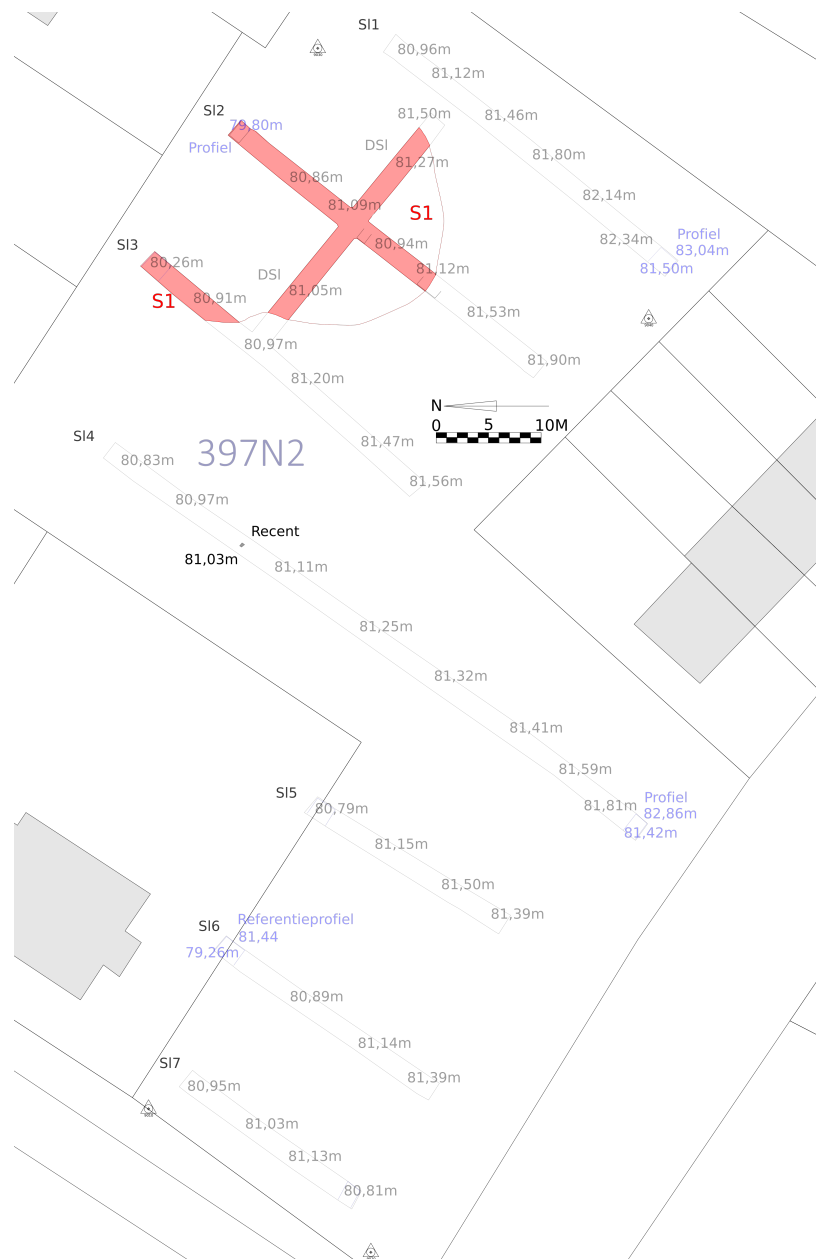 Sl1
80,96m
81,12m
81,46m
81,80m
82,14m
82,34m
Profiel
83,04m
81,50m
Sl2
79,80m
Profiel
80,86m
81,09m
80,94m
81,12m
81,53m
81,90m
81,50m
DSl
81,27m
S1
DSl
81,05m
Sl3
80,26m
S1
80,91m
80,97m
81,20m
81,47m
81,56m
N
0 5 10M
397N2
Sl4
80,83m
80,97m
Recent
81,03m
81,11m
81,25m
81,32m
81,41m
81,59m
81,81m
Profiel
82,86m
81,42m
Sl5
80,79m
81,15m
81,50m
81,39m
Sl6
Referentieprofiel
81,44
79,26m
80,89m
81,14m
81,39m
Sl7
80,95m
81,03m
81,13m
80,81m